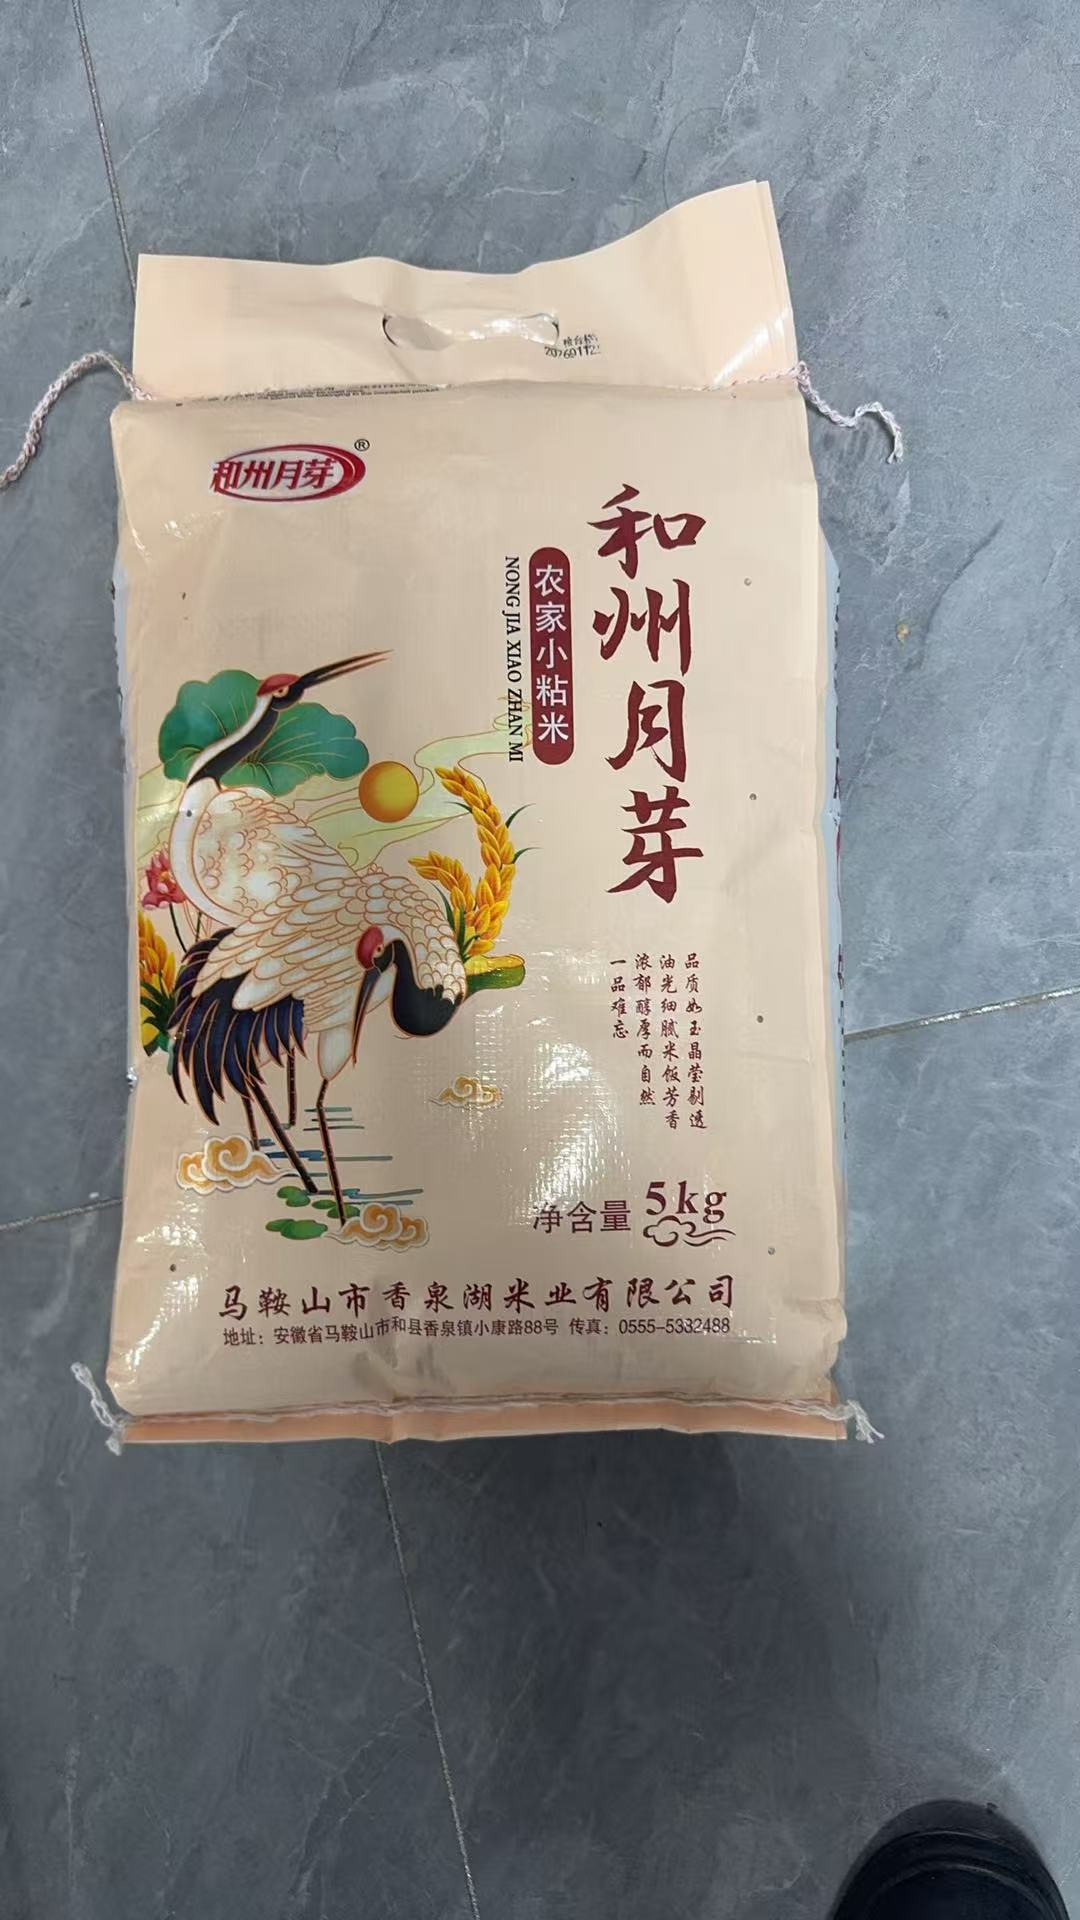 和州月芽®
和州月芽
农家小粘米
NONG JIA XIAO ZHAN MI
品质如玉晶莹剔透
油光细腻米饭芳香
浓郁醇厚而自然
一品难忘
净含量 5kg
马鞍山市香泉湖米业有限公司
地址：安徽省马鞍山市和县香泉镇小康路88号 传真：0555-5332488